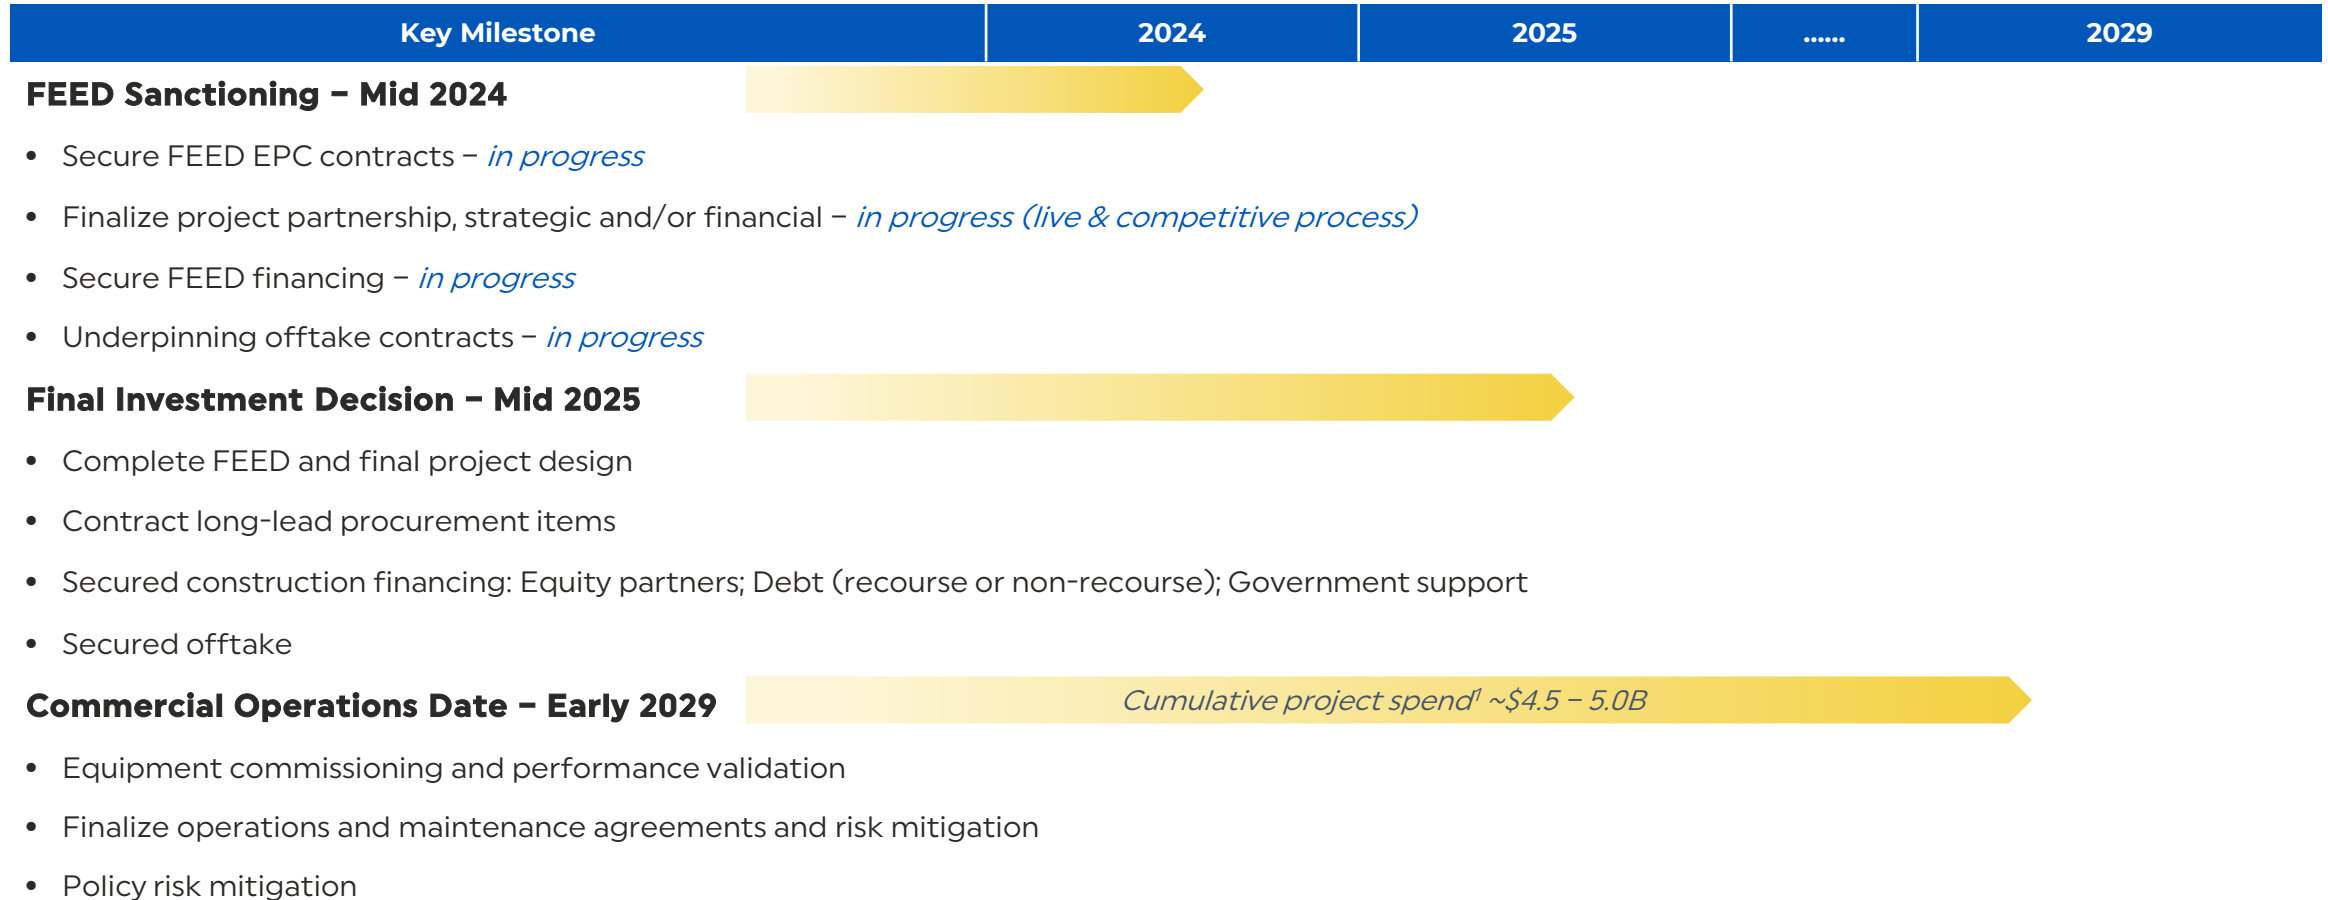 Key Milestone 2024 2025 ...... 2029
FEED Sanctioning – Mid 2024
• Secure FEED EPC contracts – in progress
• Finalize project partnership, strategic and/or financial – in progress (live & competitive process)
• Secure FEED financing – in progress
• Underpinning offtake contracts – in progress
Final Investment Decision – Mid 2025
• Complete FEED and final project design
• Contract long-lead procurement items
• Secured construction financing: Equity partners; Debt (recourse or non-recourse); Government support
• Secured offtake
Commercial Operations Date – Early 2029 Cumulative project spend¹ ~$4.5 – 5.0B
• Equipment commissioning and performance validation
• Finalize operations and maintenance agreements and risk mitigation
• Policy risk mitigation